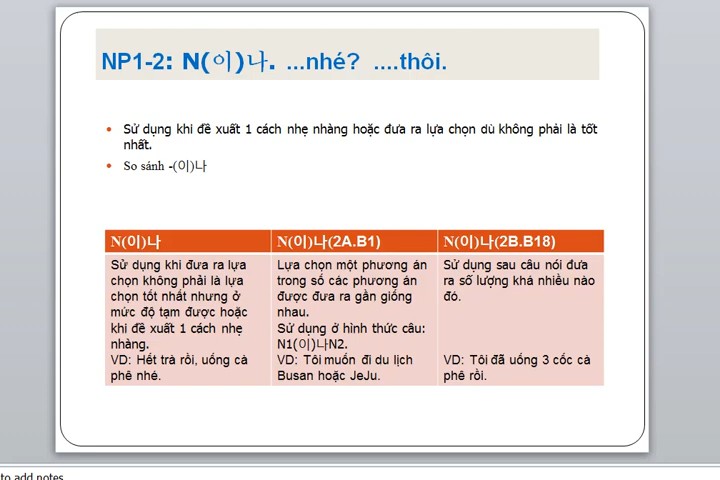 NP1-2: N(이)나. ...nhé? ....thôi.
Sử dụng khi đề xuất 1 cách nhẹ nhàng hoặc đưa ra lựa chọn dù không phải là tốt
nhất.
So sánh -(이)나
N(이)나
Sử dụng khi đưa ra lựa
chọn không phải là lựa
chọn tốt nhất nhưng ở
mức độ tạm được hoặc
khi đề xuất 1 cách nhẹ
nhàng.
VD: Hết trà rồi, uống cà
phê nhé.
N(이)나(2A.B1)
Lựa chọn một phương án
trong số các phương án
được đưa ra gần giống
nhau.
Sử dụng ở hình thức câu:
N1(이)나N2.
VD: Tôi muốn đi du lịch
Busan hoặc JeJu.
N(이)나(2B.B18)
Sử dụng sau câu nói đưa
ra số lượng khá nhiều nào
đó.
VD: Tôi đã uống 3 cốc cà
phê rồi.
to add notes